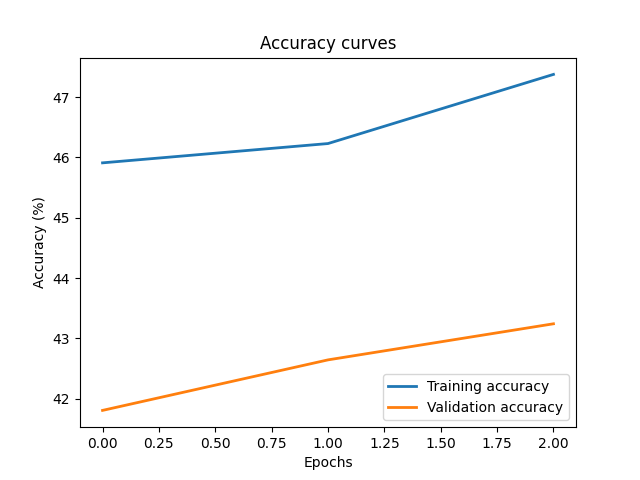 Accuracy curves
Accuracy (%)
47
46
45
44
43
42
Training accuracy
Validation accuracy
0.00 0.25 0.50 0.75 1.00 1.25 1.50 1.75 2.00
Epochs